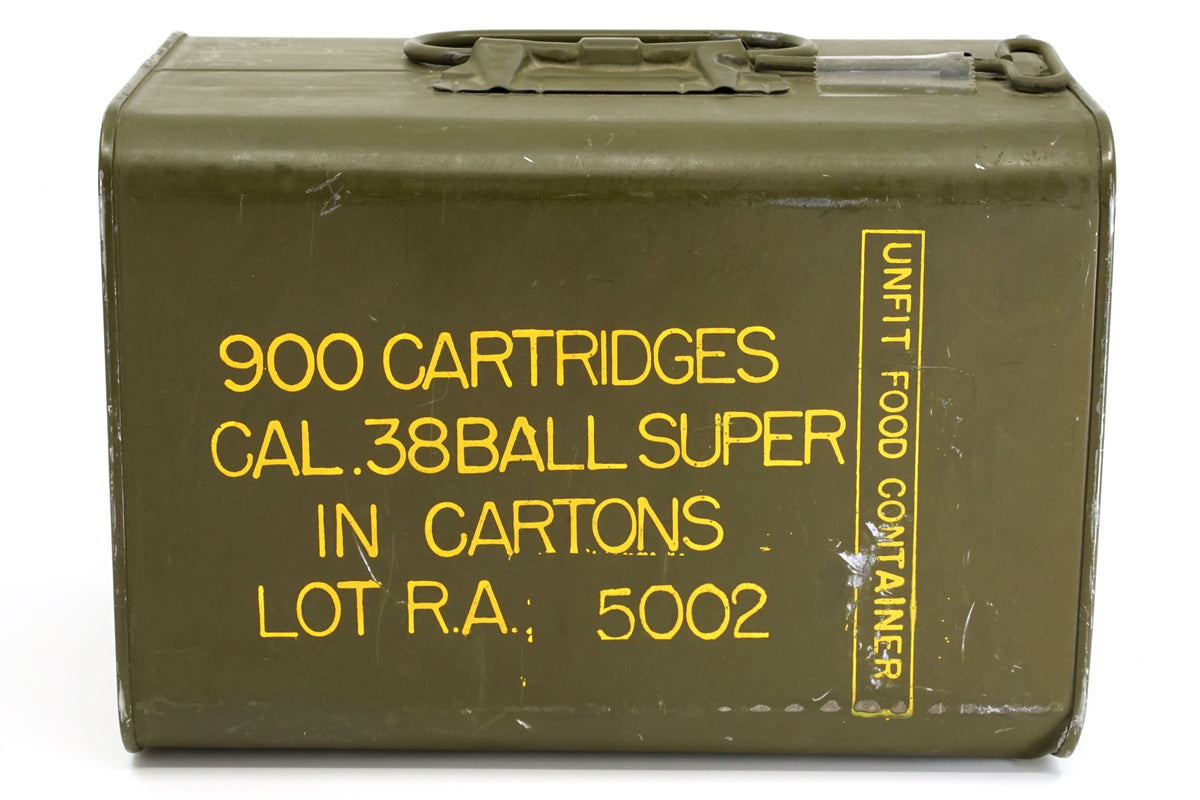 900 CARTRIDGES
CAL .38 BALL SUPER
IN CARTONS
LOT R.A.; 5002
UNFIT FOOD CONTAINER